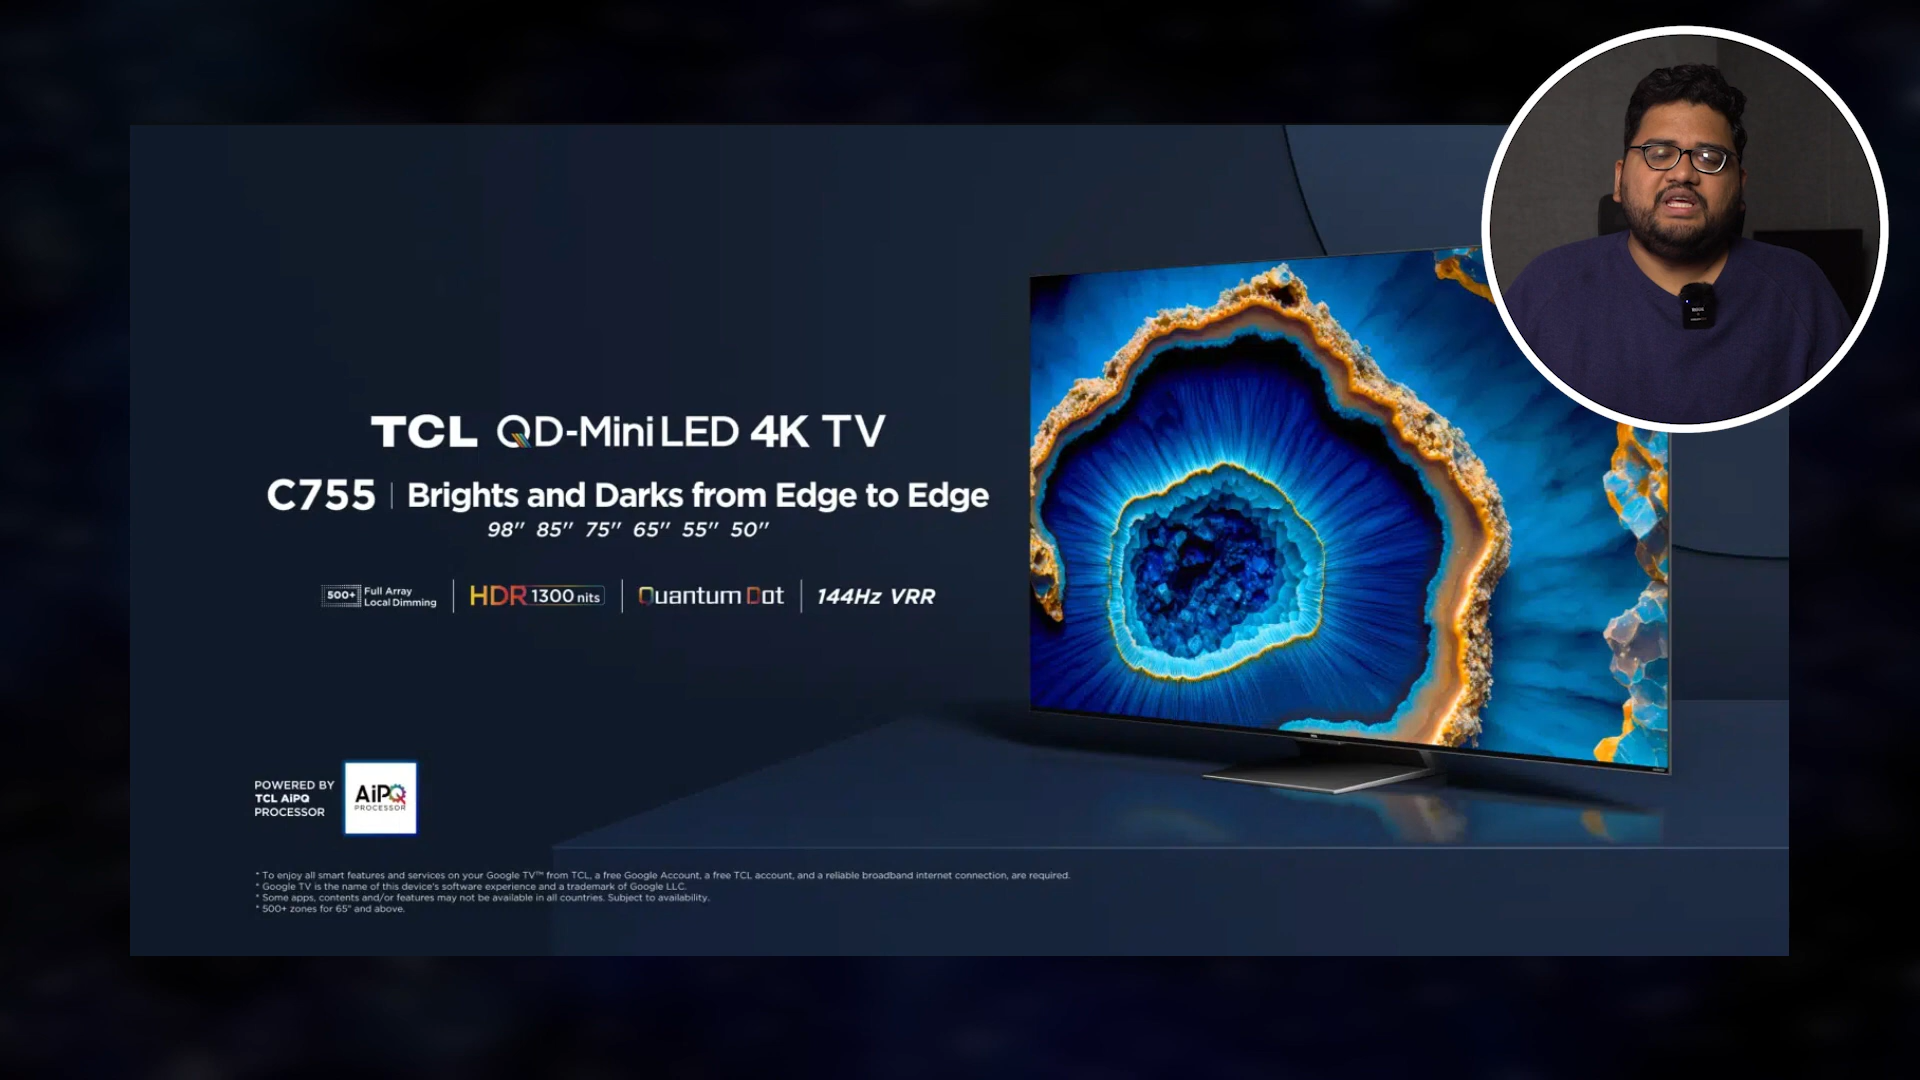 TCL QD-Mini LED 4K TV
C755 | Brights and Darks from Edge to Edge
98″ 85″ 75″ 65″ 55″ 50″
500+ Full Array Local Dimming
HDR 1300 nits
Quantum Dot
144Hz VRR
POWERED BY
TCL AiPQ
PROCESSOR
AiPQ
PROCESSOR
* To enjoy all smart features and services on your Google TV™ from TCL, a free Google Account, a free TCL account, and a reliable broadband internet connection, are required.
* Google TV is the name of this device's software experience and a trademark of Google LLC.
* Some apps, contents and/or features may not be available in all countries. Subject to availability.
* 500+ zones for 65" and above.